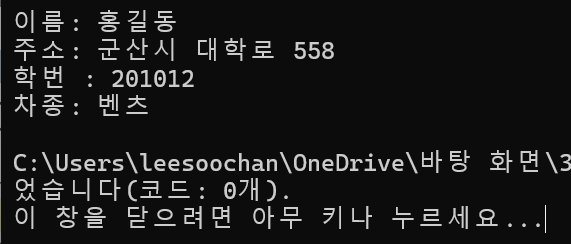 이름: 홍길동
주소: 군산시 대학로 558
학번 : 201012
차종: 벤츠
C:\Users\leesoochan\OneDrive\바탕 화면\3
었습니다(코드: 0개).
이 창을 닫으려면 아무 키나 누르세요...